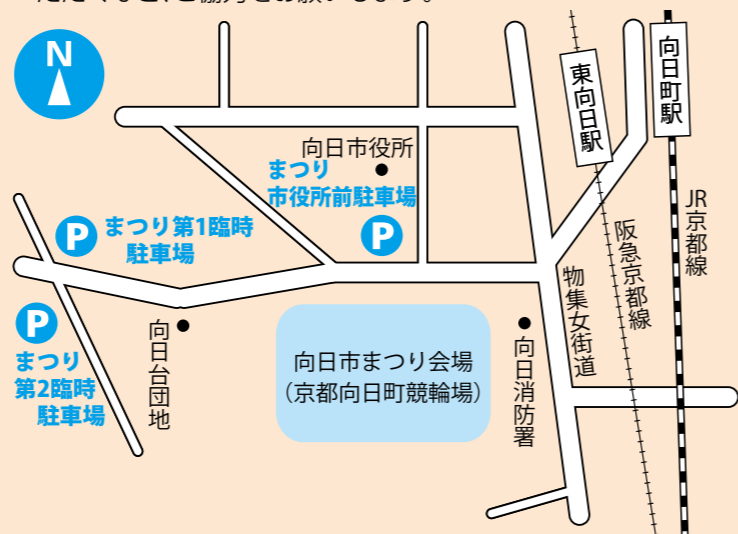 N
向日町駅
東向日駅
向日市役所
まつり
市役所前駐車場
P
P
まつり第1臨時
駐車場
JR京都線
阪急京都線
物集女街道
P
まつり
第2臨時
駐車場
向日台団地
向日市まつり会場
（京都向日町競輪場）
向日消防署